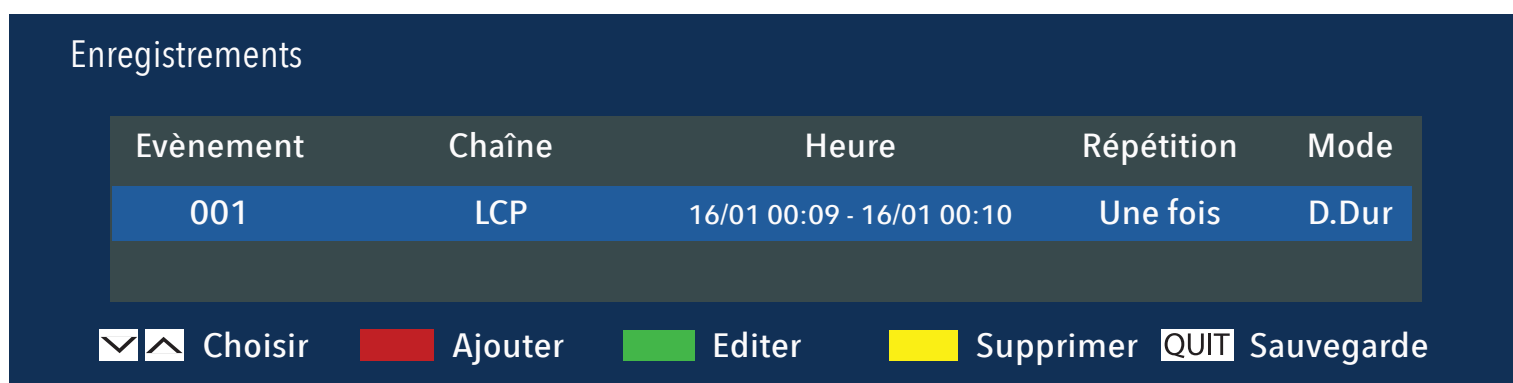 Enregistrements
Evènement Chaîne Heure Répétition Mode
001 LCP 16/01 00:09 - 16/01 00:10 Une fois D.Dur
Choisir Ajouter Editer Supprimer QUIT Sauvegarde